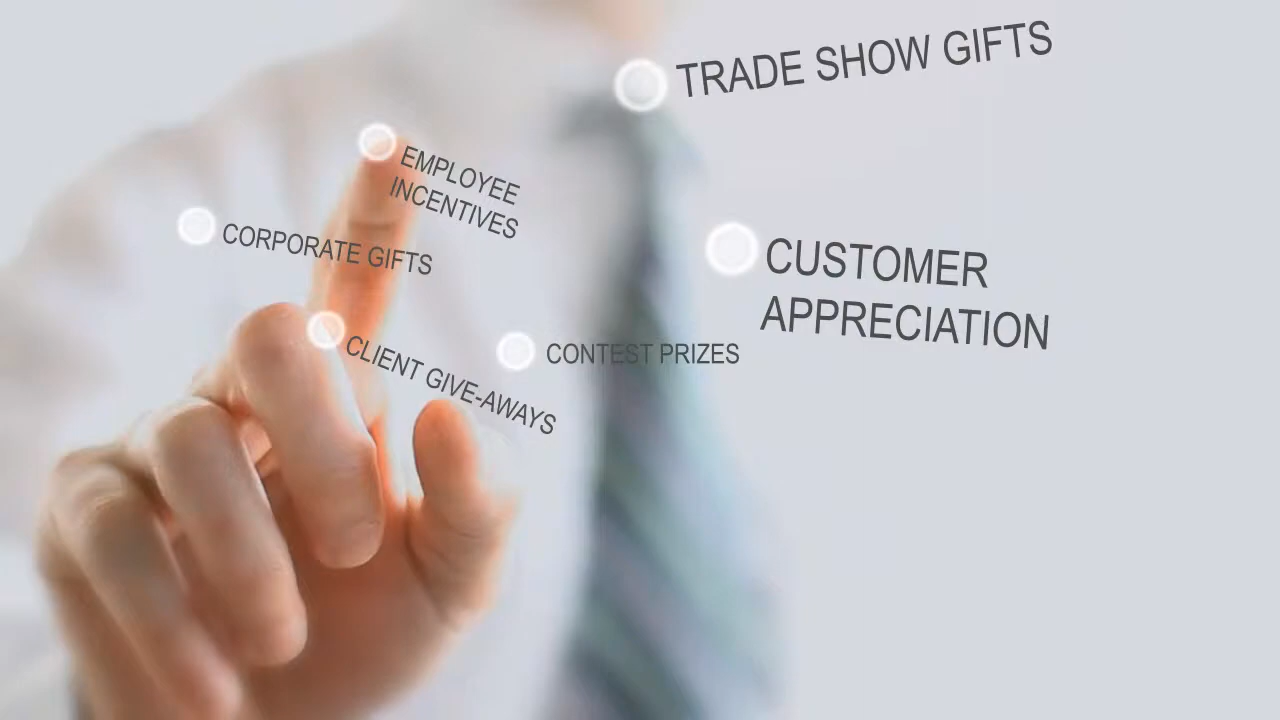 TRADE SHOW GIFTS
EMPLOYEE
INCENTIVES
CORPORATE GIFTS
CUSTOMER
APPRECIATION
CLIENT GIVE-AWAYS
CONTEST PRIZES